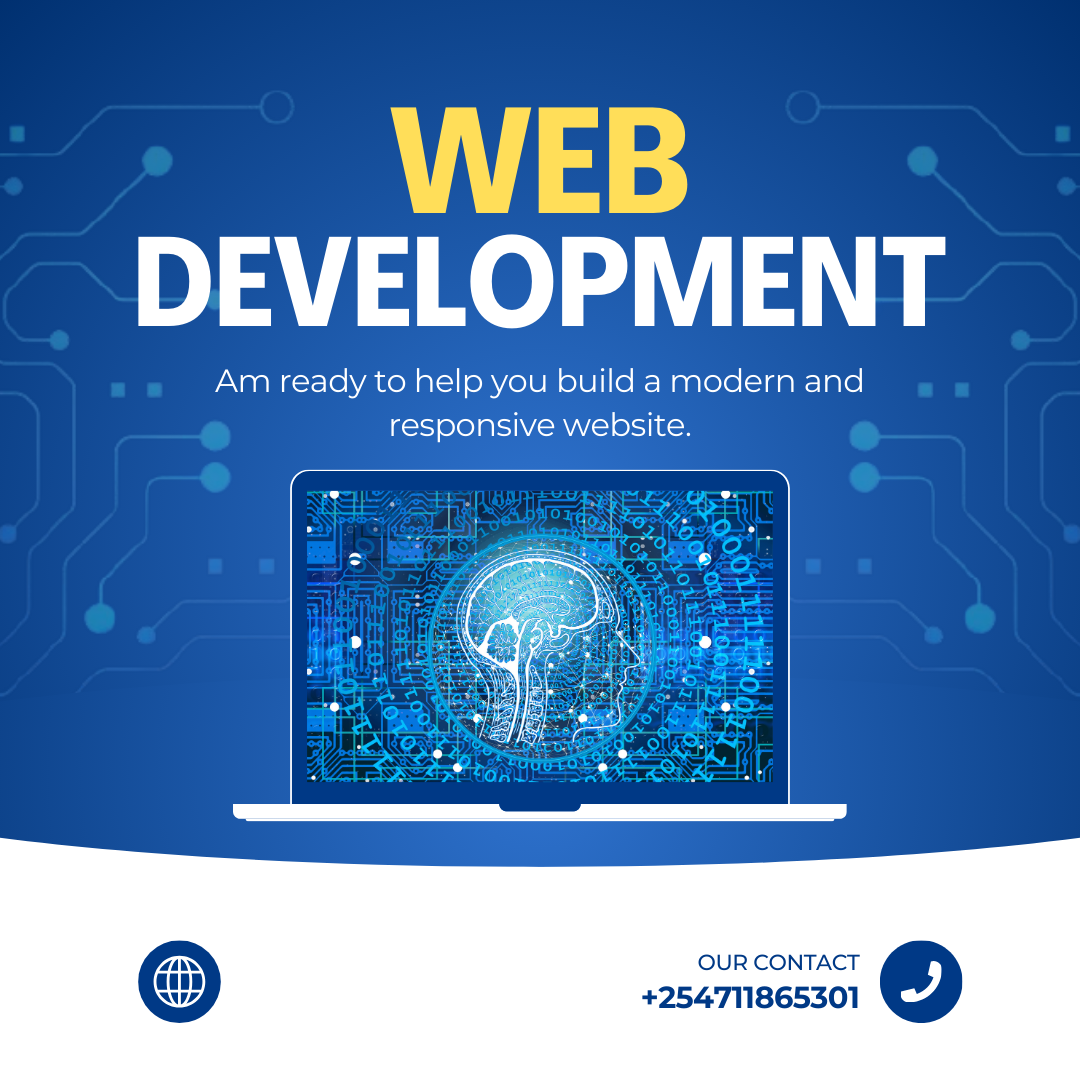 WEB
DEVELOPMENT
Am ready to help you build a modern and
responsive website.
OUR CONTACT
+254711865301